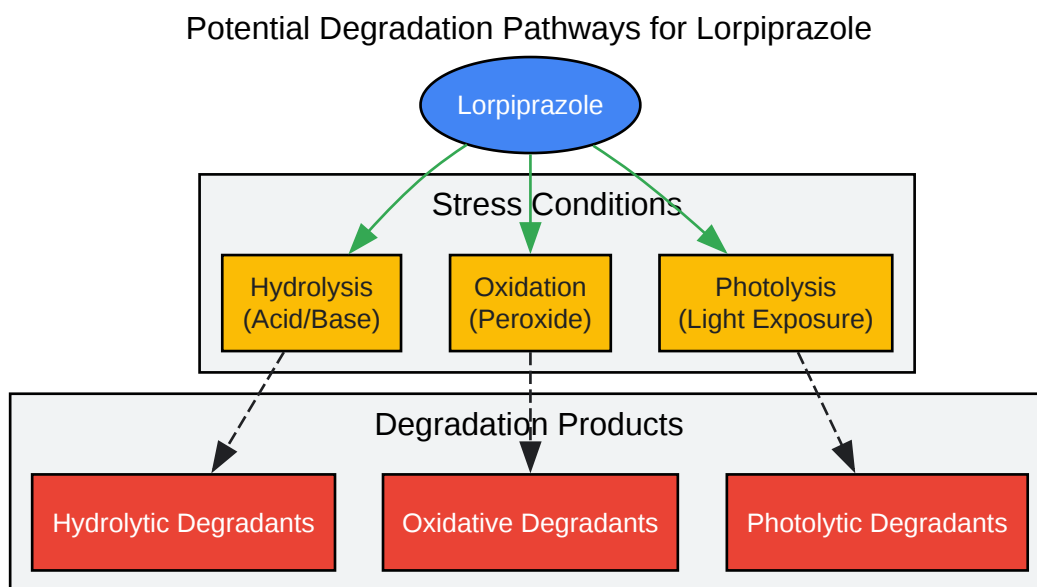 Potential Degradation Pathways for Lorpiprazole
Lorpiprazole
Stress Conditions
Hydrolysis
(Acid/Base)
Oxidation
(Peroxide)
Photolysis
(Light Exposure)
Degradation Products
Hydrolytic Degradants
Oxidative Degradants
Photolytic Degradants